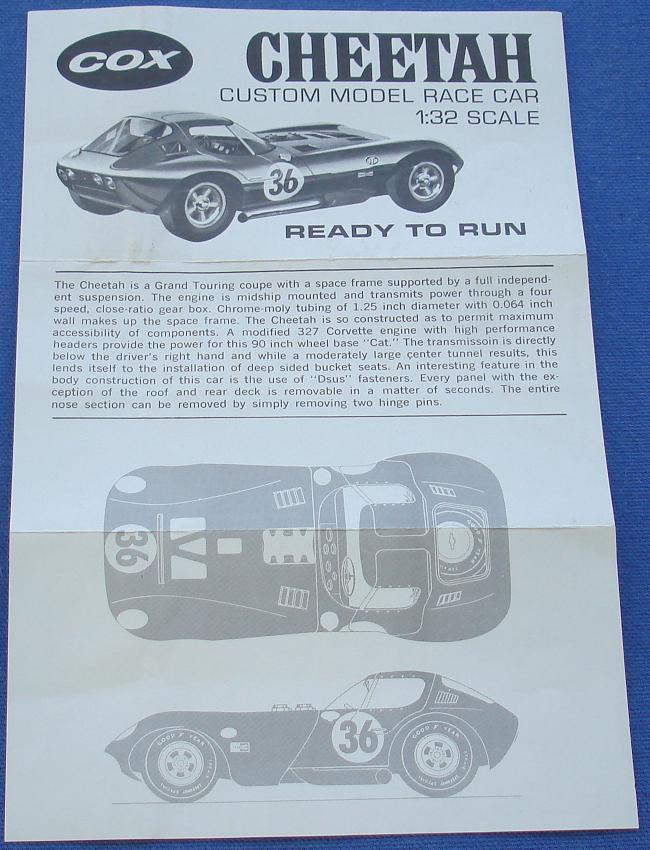 COX
CHEETAH
CUSTOM MODEL RACE CAR
1:32 SCALE
36
READY TO RUN
The Cheetah is a Grand Touring coupe with a space frame supported by a full independ-
ent suspension. The engine is midship mounted and transmits power through a four
speed, close-ratio gear box. Chrome-moly tubing of 1.25 inch diameter with 0.064 inch
wall makes up the space frame. The Cheetah is so constructed as to permit maximum
accessibility of components. A modified 327 Corvette engine with high performance
headers provide the power for this 90 inch wheel base "Cat." The transmissoin is directly
below the driver's right hand and while a moderately large center tunnel results, this
lends itself to the installation of deep sided bucket seats. An interesting feature in the
body construction of this car is the use of "Dsus" fasteners. Every panel with the ex-
ception of the roof and rear deck is removable in a matter of seconds. The entire
nose section can be removed by simply removing two hinge pins.
36
GOOD YEAR
36
GOOD YEAR
GOOD YEAR